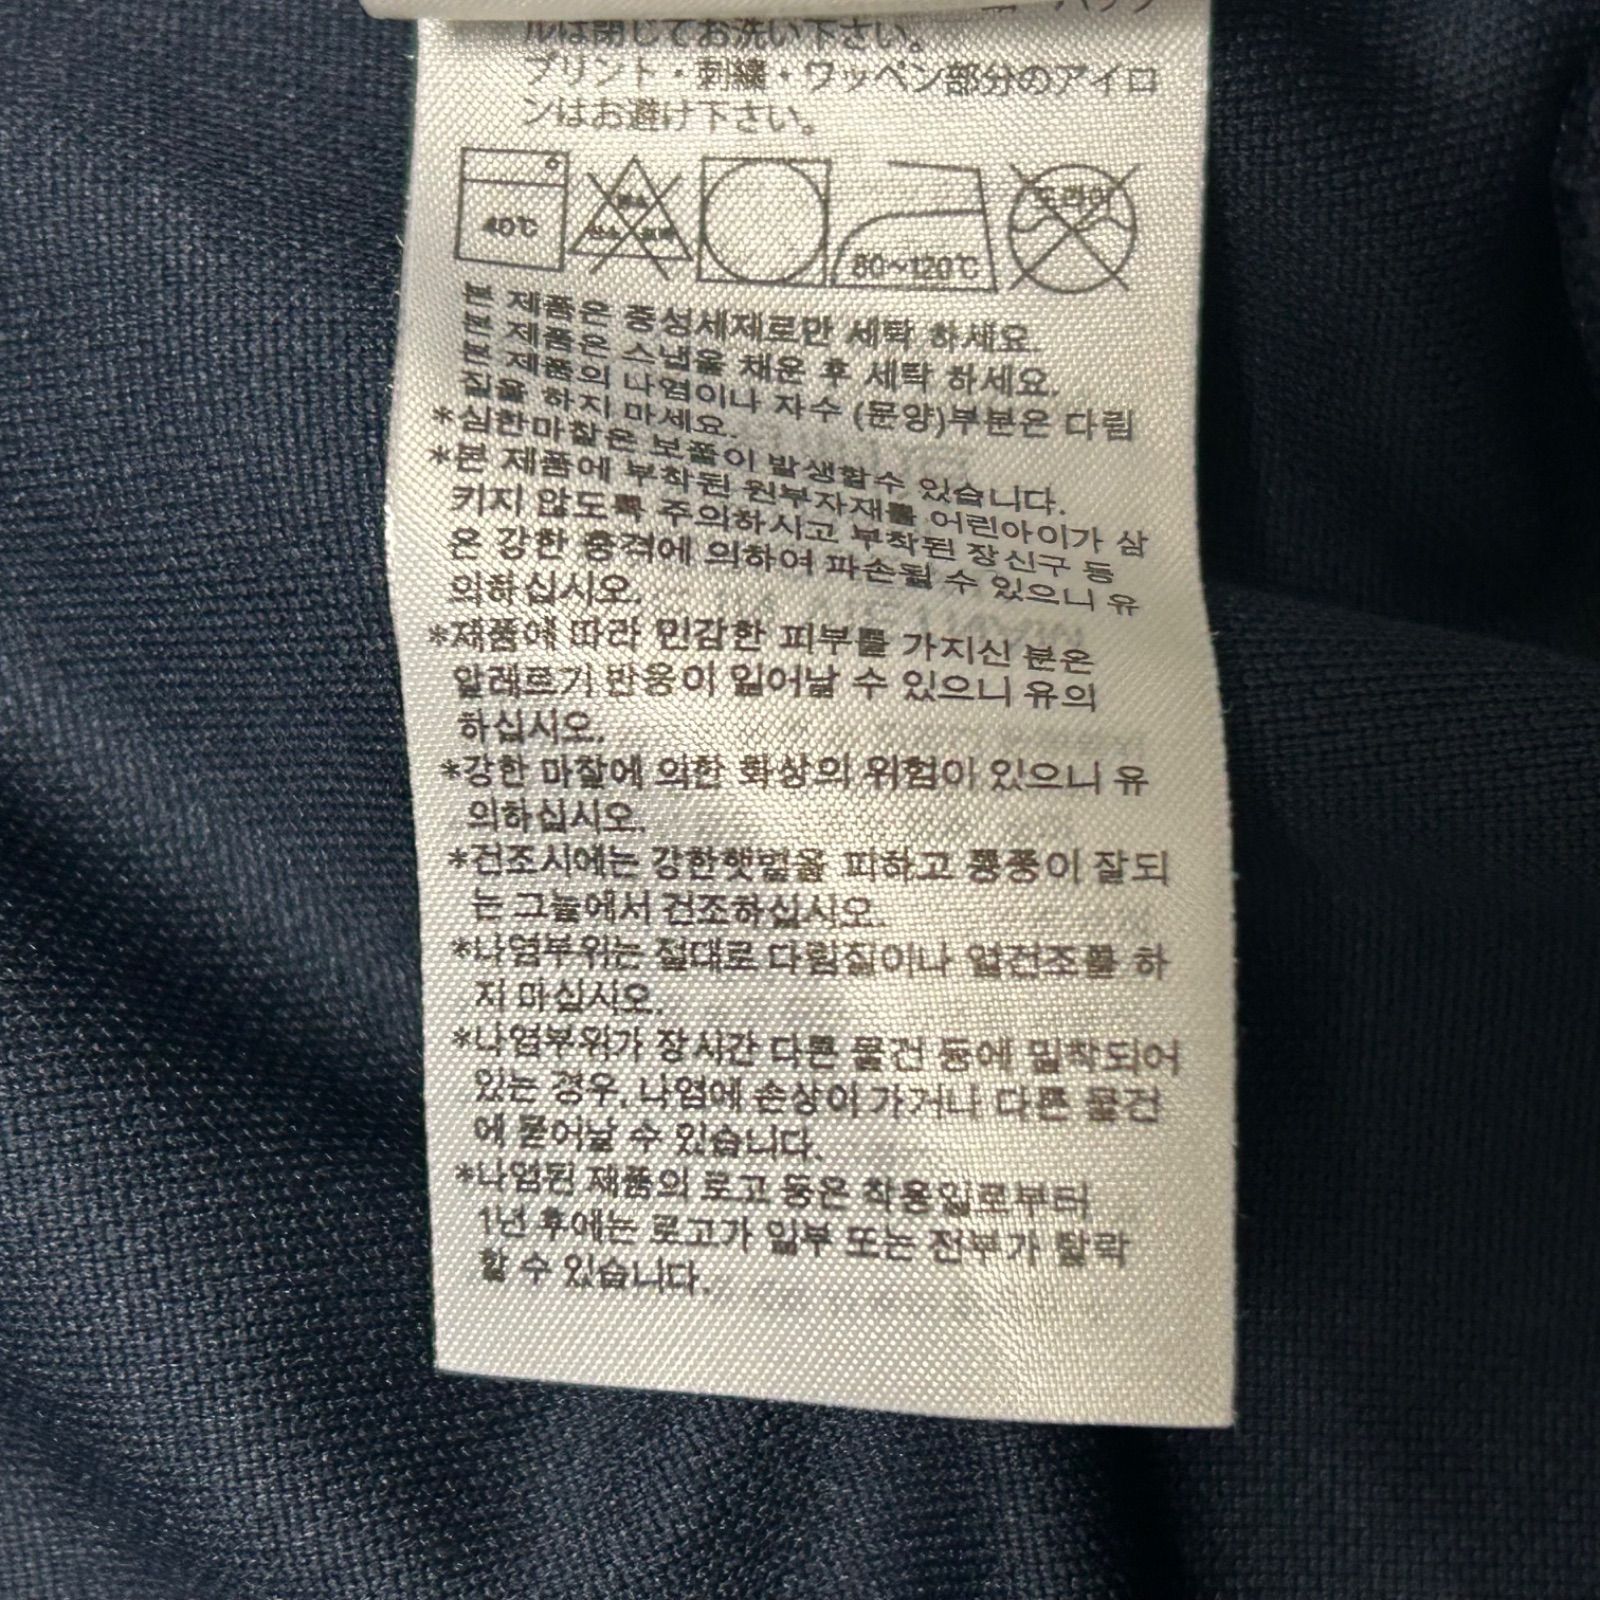 ルは閉じてお洗い下さい。
プリント・刺繍・ワッペン部分のアイロ
ンはお避け下さい。
40℃
80~120℃
드라이
본 제품은 중성세제로만 세탁 하세요.
본 제품은 스냅을 채운 후 세탁 하세요.
본 제품의 나염이나 자수 (문양)부분은 다림
질을 하지 마세요.
*심한마찰은 보풀이 발생할수 있습니다.
*본 제품에 부착된 원부자재를 어린아이가 삼
키지 않도록 주의하시고 부착된 장신구 등
은 강한 충격에 의하여 파손될 수 있으니 유
의하십시오.
*제품에 따라 민감한 피부를 가지신 분은
알레르기 반응이 일어날 수 있으니 유의
하십시오.
*강한 마찰에 의한 화상의 위험이 있으니 유
의하십시오.
*건조시에는 강한햇볕을 피하고 통풍이 잘되
는 그늘에서 건조하십시오.
*나염부위는 절대로 다림질이나 열건조를 하
지 마십시오.
*나염부위가 장시간 다른 물건 등에 밀착되어
있는 경우, 나염에 손상이 가거나 다른 물건
에 묻어날 수 있습니다.
*나염된 제품의 로고 등은 착용일로부터
1년 후에는 로고가 일부 또는 전부가 탈락
할 수 있습니다.